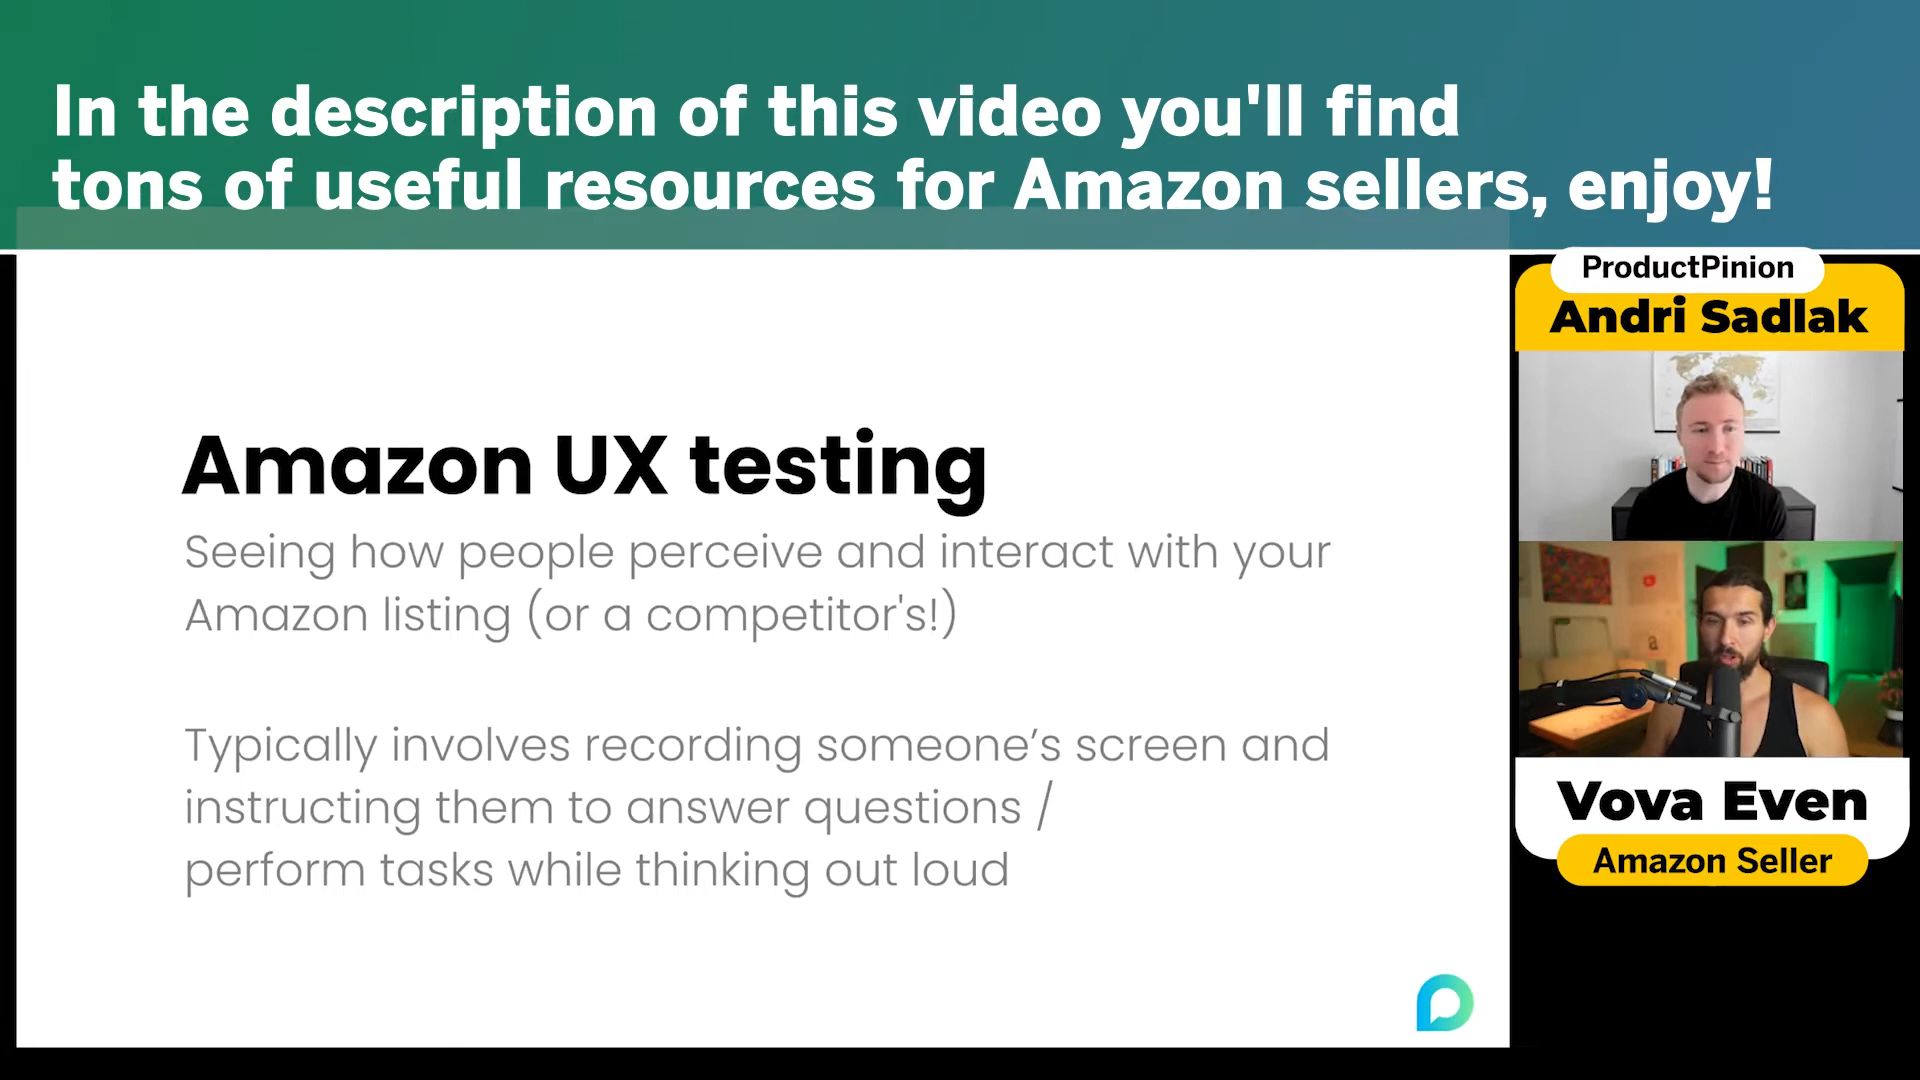 In the description of this video you'll find
tons of useful resources for Amazon sellers, enjoy!
Amazon UX testing
Seeing how people perceive and interact with your
Amazon listing (or a competitor's!)
Typically involves recording someone’s screen and
instructing them to answer questions /
perform tasks while thinking out loud
ProductPinion
Andri Sadlak
Vova Even
Amazon Seller